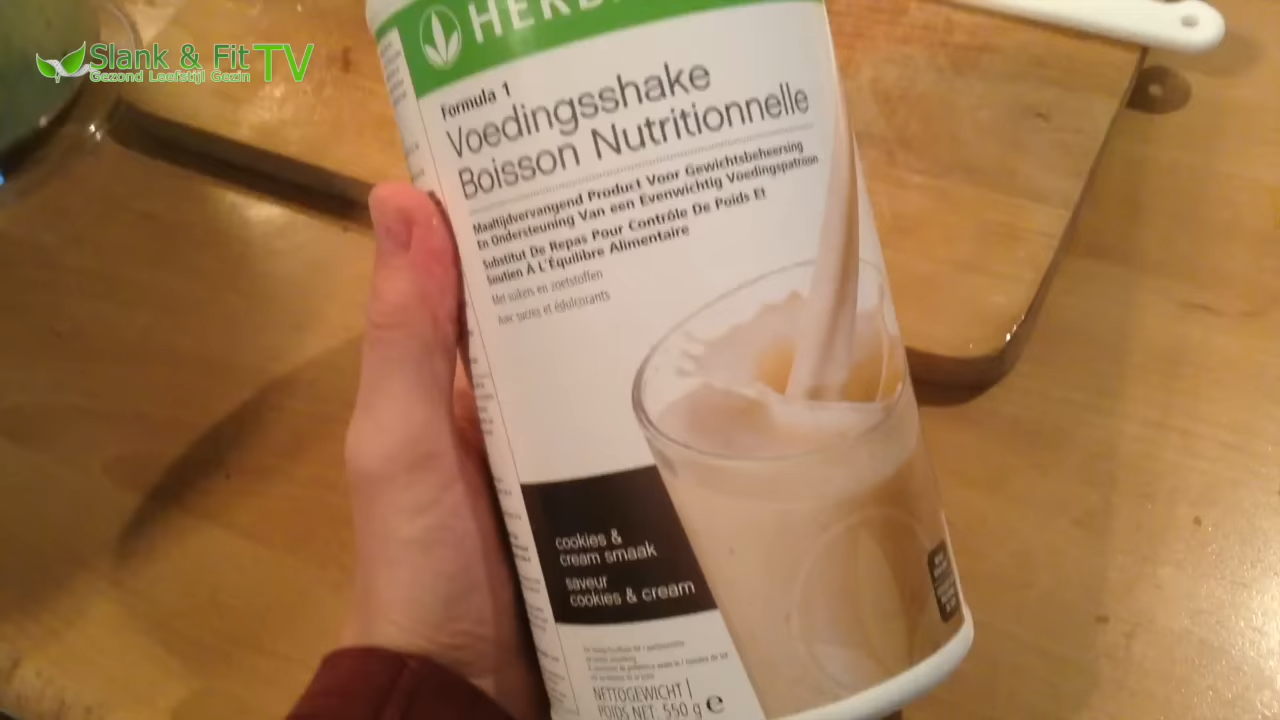 Slank & Fit TV
Gezond Leefstijl Gezin
HERBA
Formula 1
Voedingsshake
Boisson Nutritionnelle
Maaltijdvervangend Product Voor Gewichtsbeheersing
En Ondersteuning Van een Evenwichtig Voedingspatroon
Substitut De Repas Pour Contrôle De Poids Et
Soutien À L'Équilibre Alimentaire
Met suikers en zoetstoffen
Avec sucres et édulcorants
cookies &
cream smaak
saveur
cookies & cream
NETTOGEWICHT |
POIDS NET: 550 g e